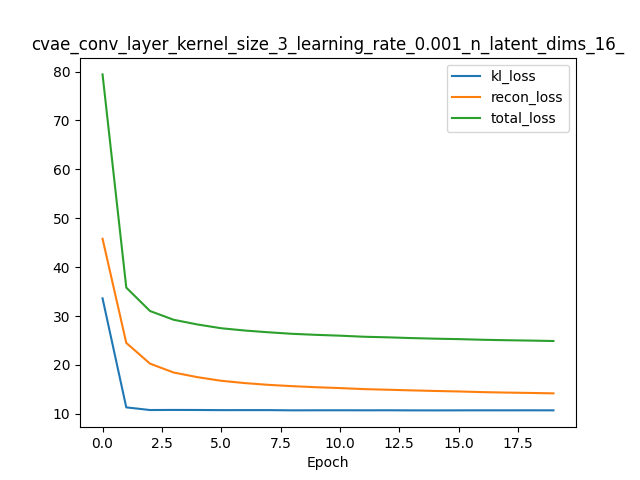 cvae_conv_layer_kernel_size_3_learning_rate_0.001_n_latent_dims_16_
kl_loss
recon_loss
total_loss
80
70
60
50
40
30
20
10
0.0 2.5 5.0 7.5 10.0 12.5 15.0 17.5
Epoch